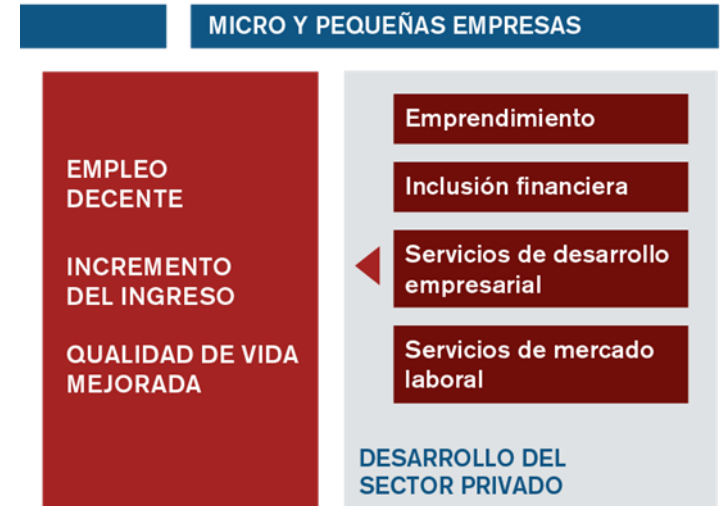 MICRO Y PEQUEÑAS EMPRESAS
EMPLEO
DECENTE
INCREMENTO
DEL INGRESO
QUALIDAD DE VIDA
MEJORADA
Emprendimiento
Inclusión financiera
Servicios de desarrollo
empresarial
Servicios de mercado
laboral
DESARROLLO DEL
SECTOR PRIVADO